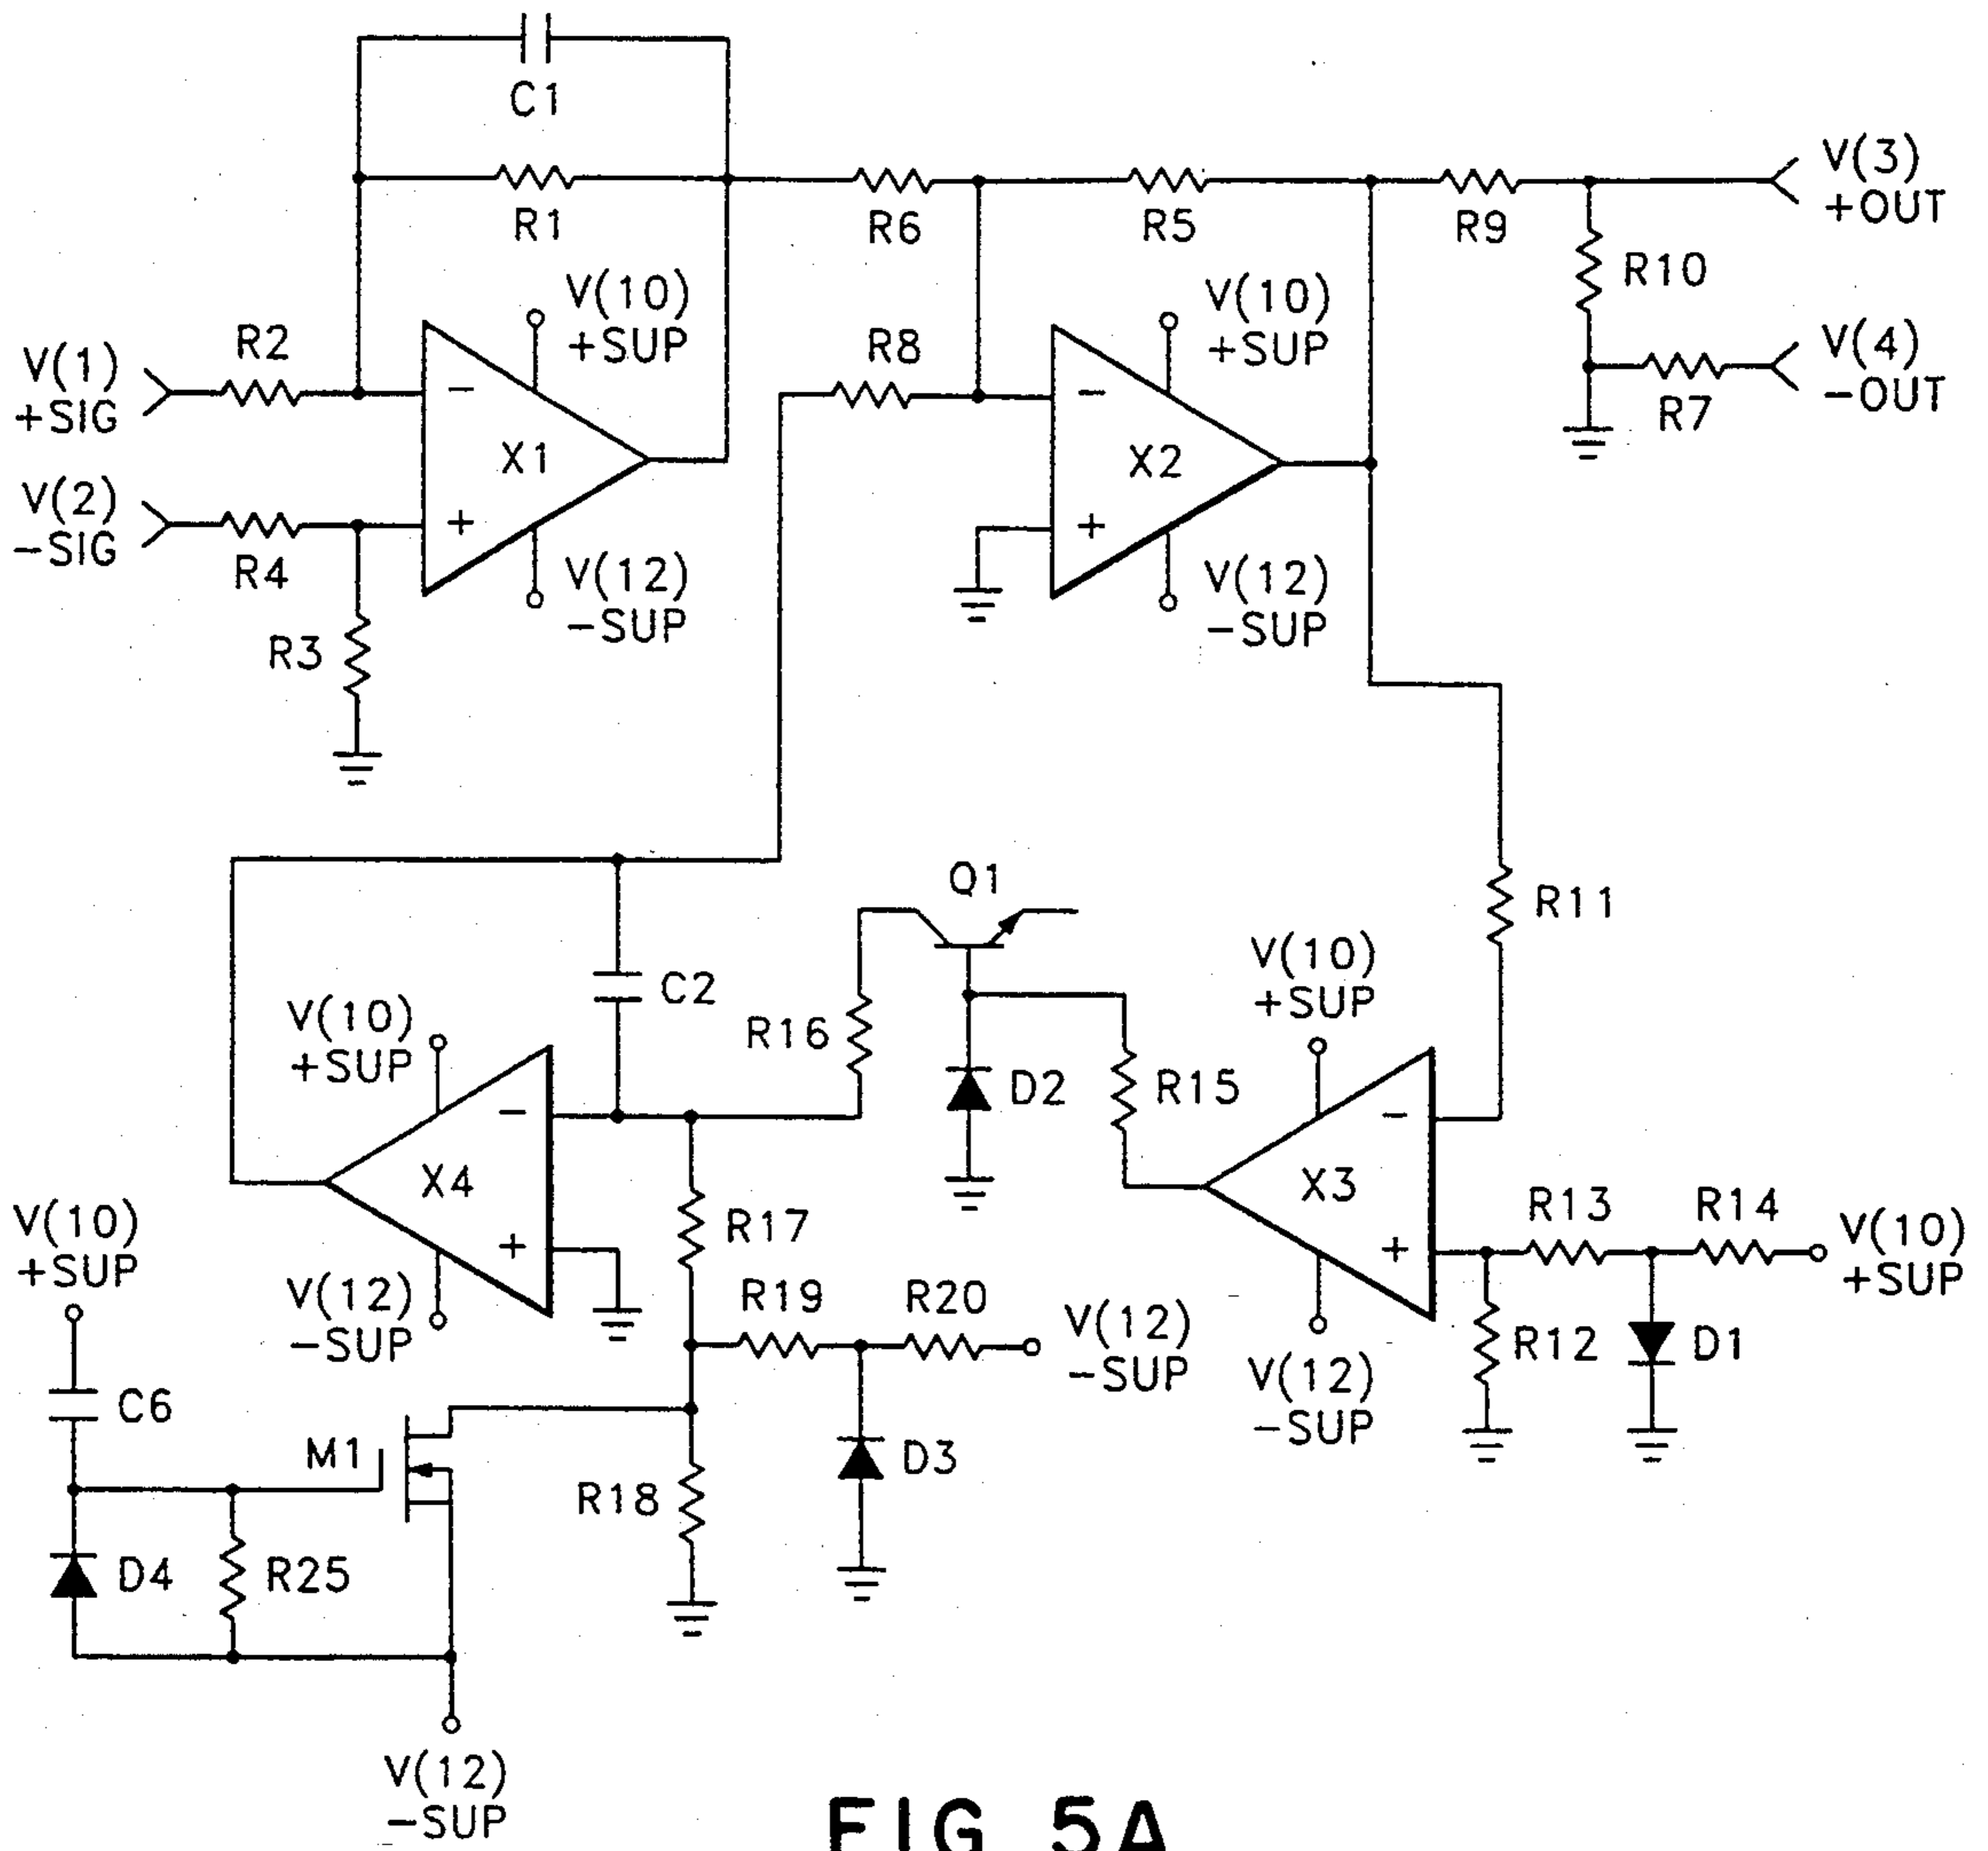 C1
R1
R6
R5
R9
V(3)
+OUT
R10
V(1)
+SIG
R2
V(10)
+SUP
R8
V(10)
+SUP
V(4)
-OUT
R7
-
X1
+
-
X2
+
V(2)
-SIG
R4
V(12)
-SUP
V(12)
-SUP
R3
Q1
R11
C2
V(10)
+SUP
R16
V(10)
+SUP
D2
R15
-
X4
+
-
X3
+
R17
R13
R14
V(10)
+SUP
V(10)
+SUP
V(12)
-SUP
R19
R20
V(12)
-SUP
R12
D1
V(12)
-SUP
C6
M1
D3
R18
D4
R25
V(12)
-SUP
FIG 5A